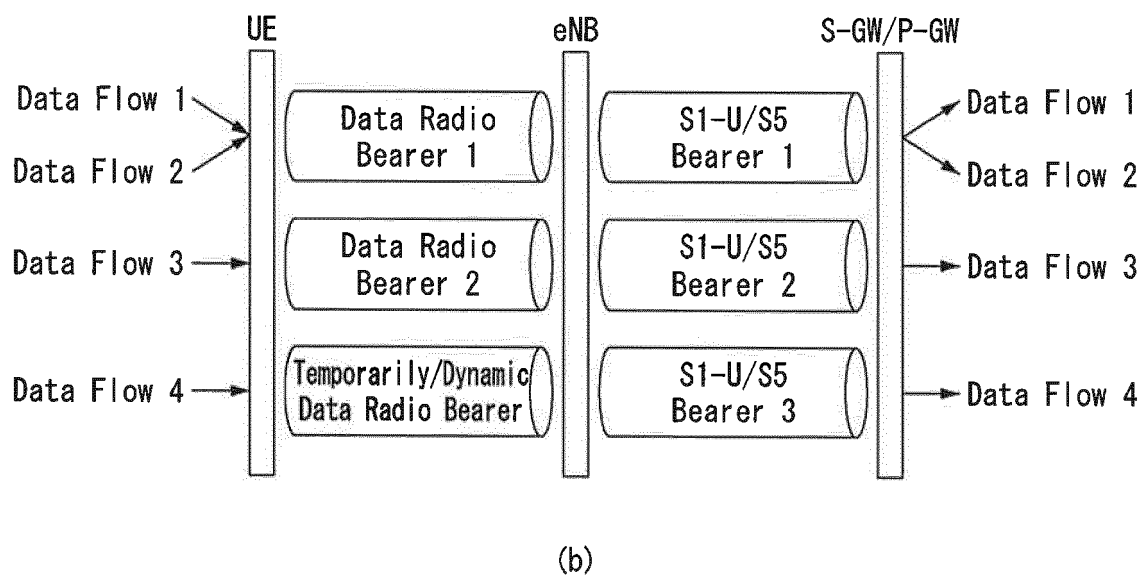 UE
eNB
S-GW/P-GW
Data Flow 1
Data Flow 2
Data Radio
Bearer 1
S1-U/S5
Bearer 1
Data Flow 1
Data Flow 2
Data Flow 3
Data Radio
Bearer 2
S1-U/S5
Bearer 2
Data Flow 3
Data Flow 4
Temporarily/Dynamic
Data Radio Bearer
S1-U/S5
Bearer 3
Data Flow 4
(b)